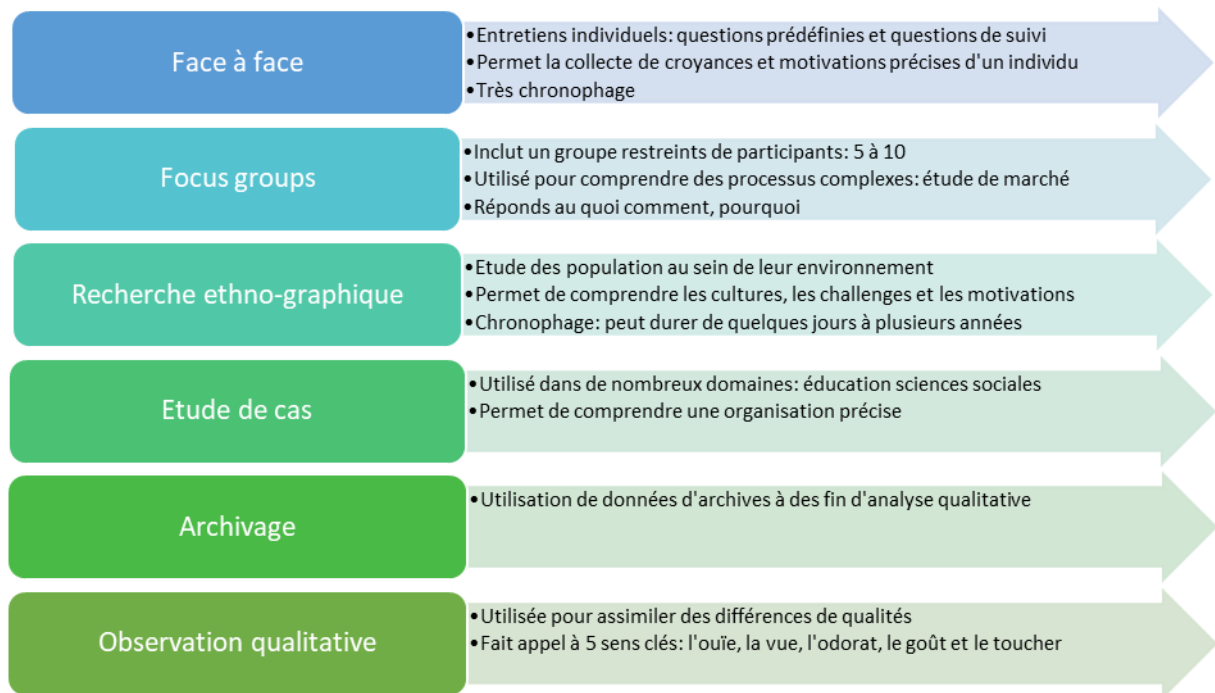 Face à face
•Entretiens individuels: questions prédéfinies et questions de suivi
•Permet la collecte de croyances et motivations précises d'un individu
•Très chronophage
Focus groups
•Inclut un groupe restreints de participants: 5 à 10
•Utilisé pour comprendre des processus complexes: étude de marché
•Réponds au quoi comment, pourquoi
Recherche ethno-graphique
•Etude des population au sein de leur environnement
•Permet de comprendre les cultures, les challenges et les motivations
•Chronophage: peut durer de quelques jours à plusieurs années
Etude de cas
•Utilisé dans de nombreux domaines: éducation sciences sociales
•Permet de comprendre une organisation précise
Archivage
•Utilisation de données d'archives à des fin d'analyse qualitative
Observation qualitative
•Utilisée pour assimiler des différences de qualités
•Fait appel à 5 sens clés: l'ouïe, la vue, l'odorat, le goût et le toucher